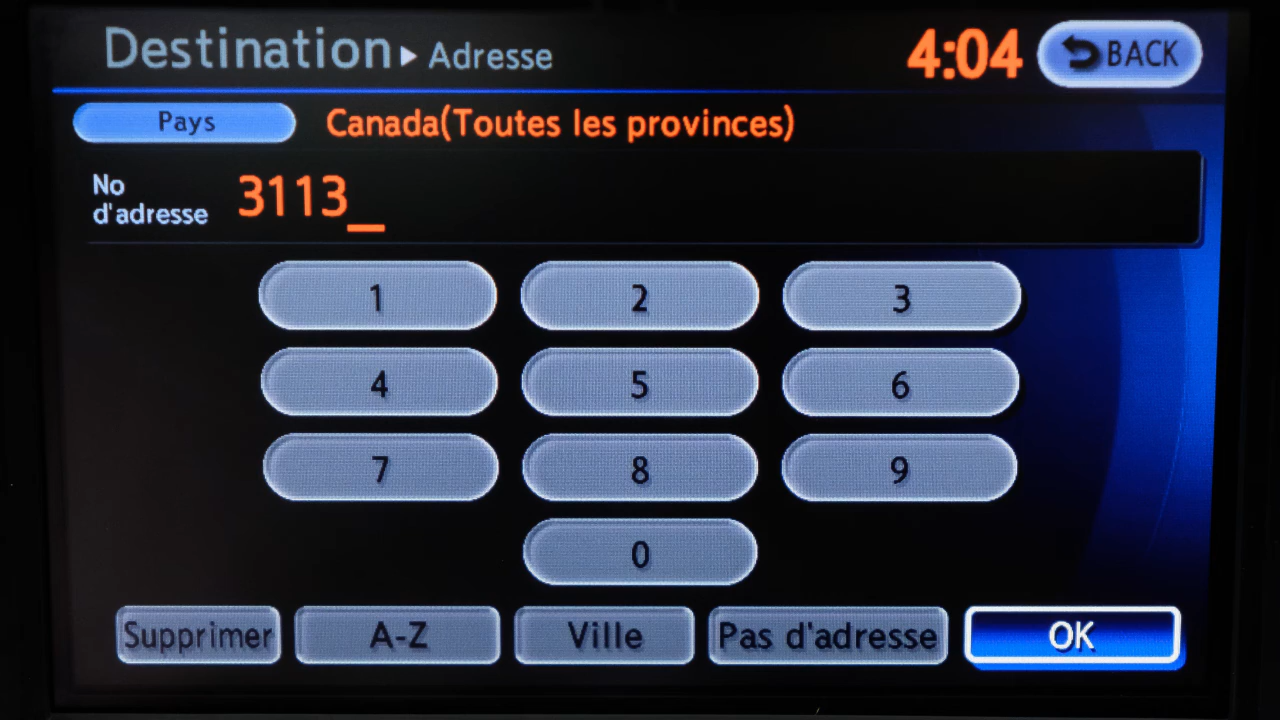 Destination ▶ Adresse 4:04 BACK
Pays Canada(Toutes les provinces)
No
d'adresse 3113_
1 2 3
4 5 6
7 8 9
0
Supprimer A-Z Ville Pas d'adresse OK